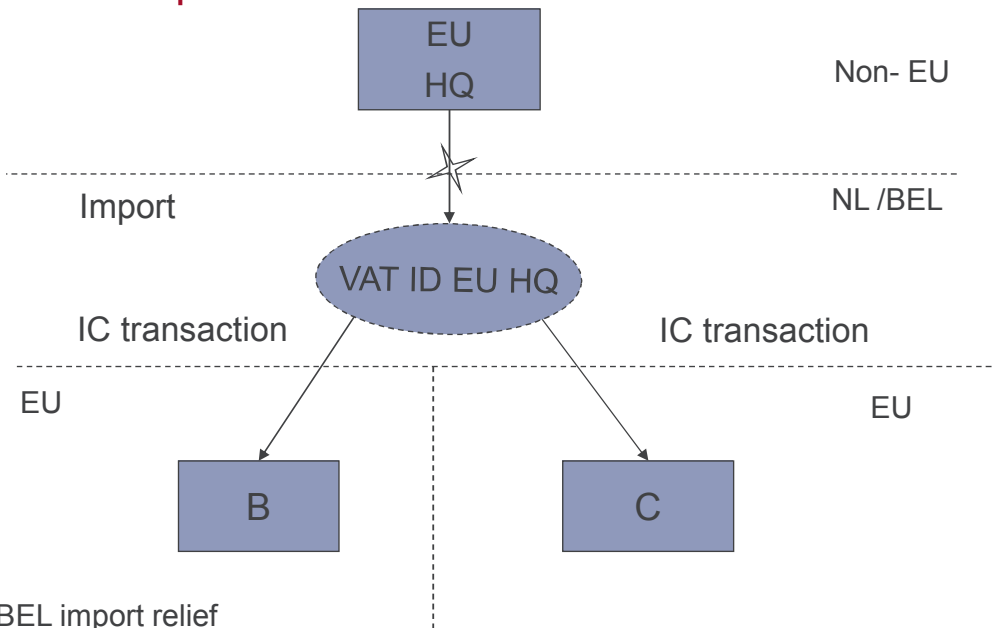 EU
HQ
Non- EU
Import
NL /BEL
VAT ID EU HQ
IC transaction
IC transaction
EU
EU
B
C
BEL import relief